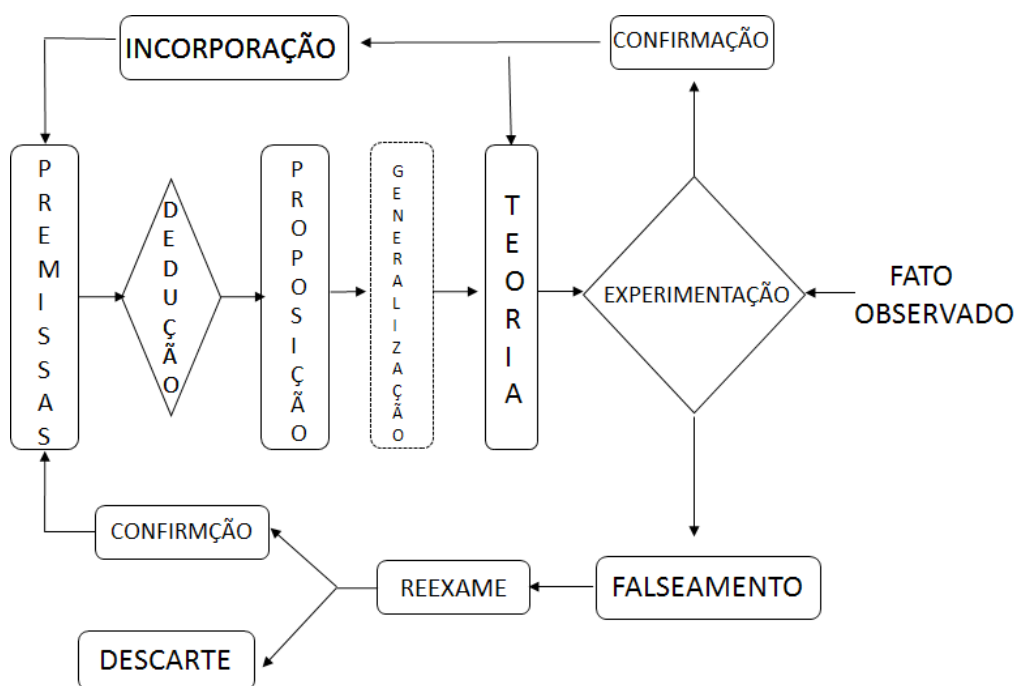 INCORPORAÇÃO
CONFIRMAÇÃO
PREMISSAS
DEDUÇÃO
PROPOSIÇÃO
GENERALIZAÇÃO
TEORIA
EXPERIMENTAÇÃO
FATO
OBSERVADO
CONFIRMÇÃO
REEXAME
FALSEAMENTO
DESCARTE